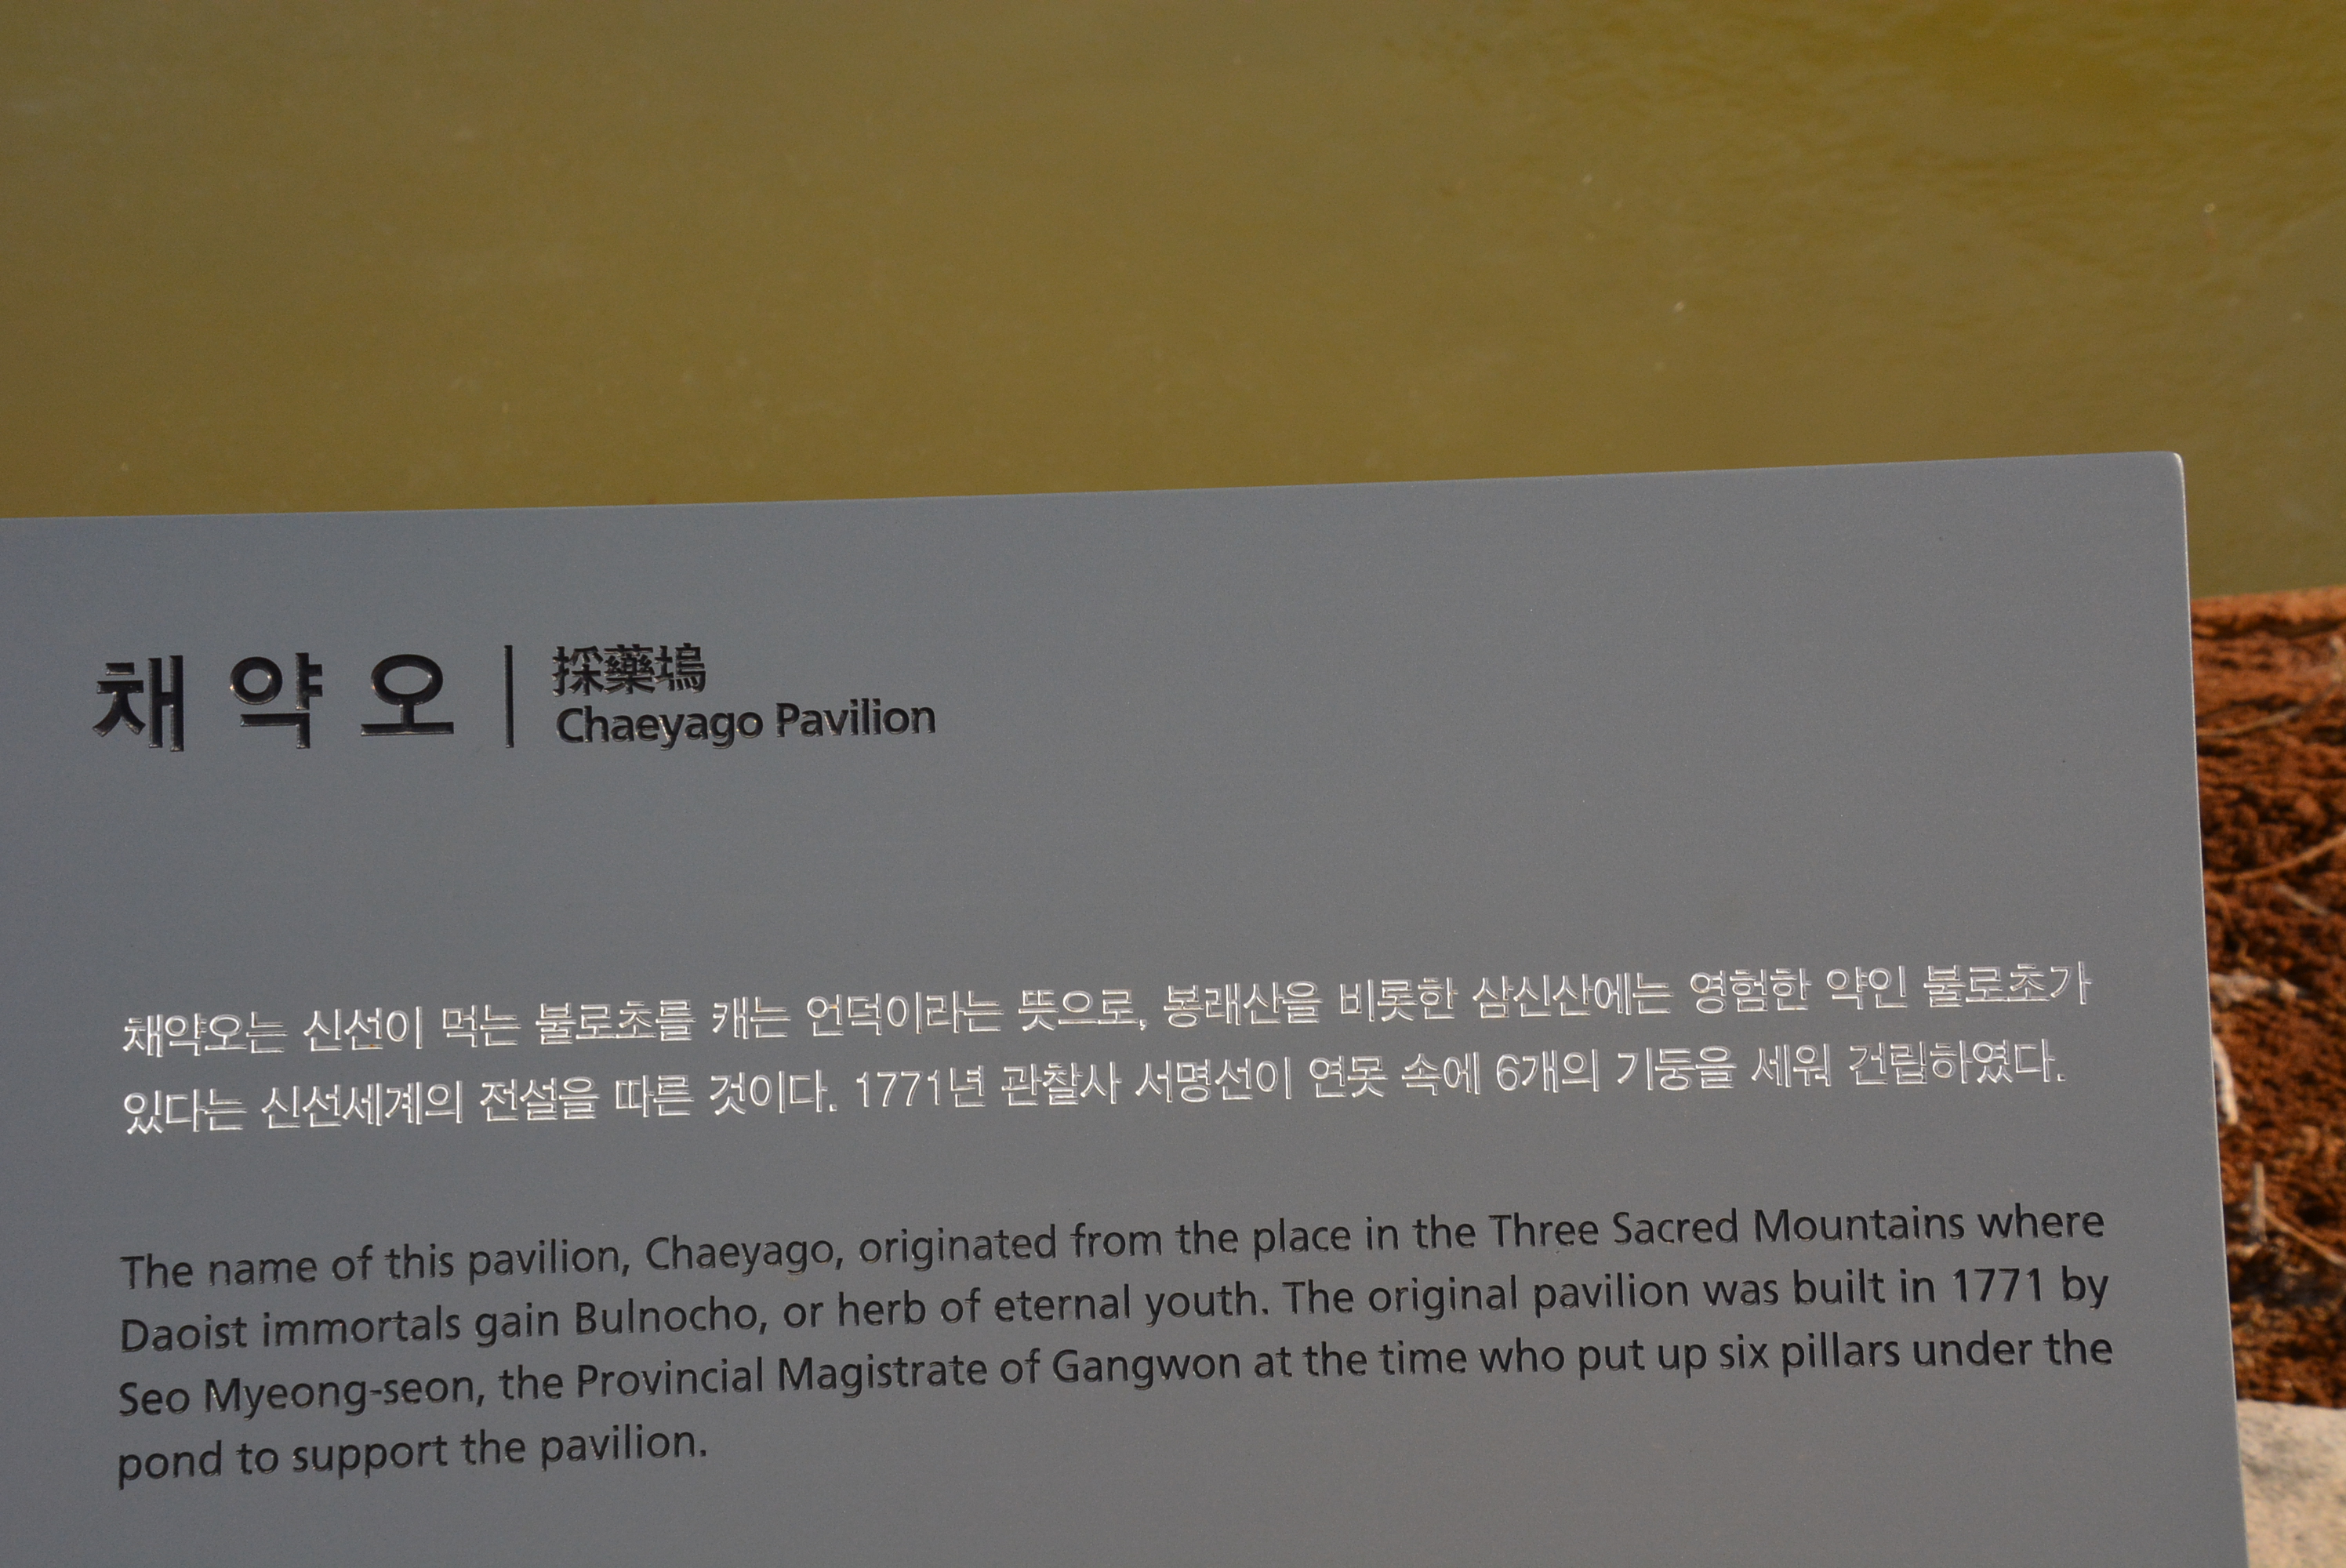 채약오
採藥塢
Chaeyago Pavilion
채약오는 신선이 먹는 불로초를 캐는 언덕이라는 뜻으로, 봉래산을 비롯한 삼신산에는 영험한 약인 불로초가
있다는 신선세계의 전설을 따른 것이다. 1771년 관찰사 서명선이 연못 속에 6개의 기둥을 세워 건립하였다.
The name of this pavilion, Chaeyago, originated from the place in the Three Sacred Mountains where
Daoist immortals gain Bulnocho, or herb of eternal youth. The original pavilion was built in 1771 by
Seo Myeong-seon, the Provincial Magistrate of Gangwon at the time who put up six pillars under the
pond to support the pavilion.